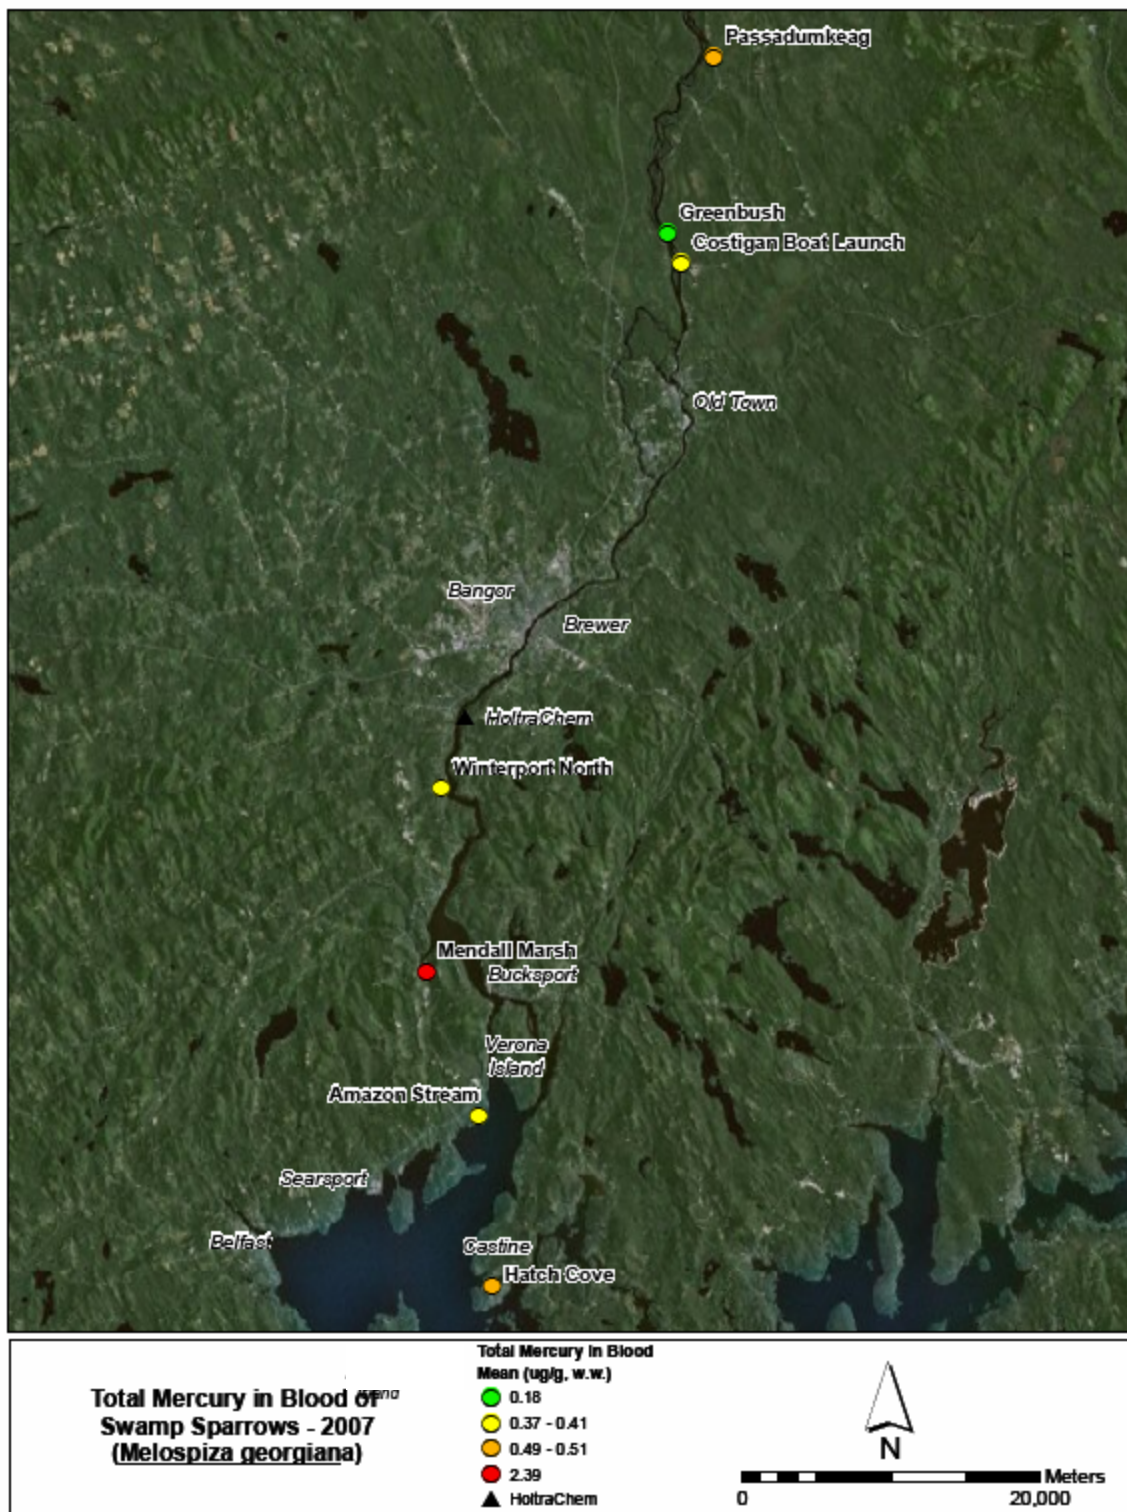 Passadumkeag
Greenbush
Costigan Boat Launch
Old Town
Bangor
Brewer
HoltraChem
Winterport North
Mendall Marsh
Bucksport
Verona
Island
Amazon Stream
Searsport
Belfast
Castine
Hatch Cove
Total Mercury in Blood of
Swamp Sparrows - 2007
(Melospiza georgiana)
Total Mercury in Blood
Mean (ug/g, w.w.)
0.18
0.37 - 0.41
0.49 - 0.51
2.39
HoltraChem
N
Meters
0 20,000